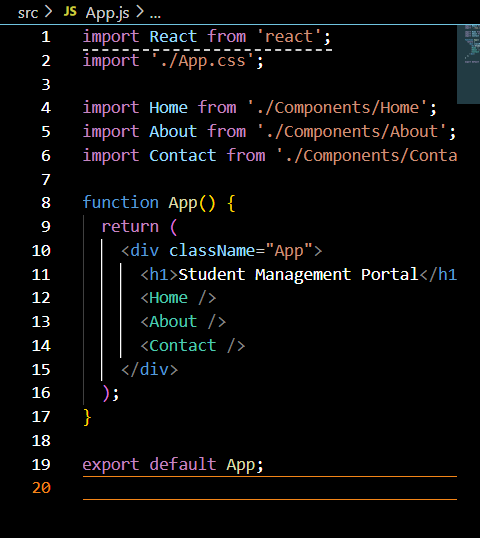 src > JS App.js > ...
1 import React from 'react';
2 import './App.css';
3
4 import Home from './Components/Home';
5 import About from './Components/About';
6 import Contact from './Components/Conta
7
8 function App() {
9 return (
10 <div className="App">
11 <h1>Student Management Portal</h1
12 <Home />
13 <About />
14 <Contact />
15 </div>
16 );
17 }
18
19 export default App;
20